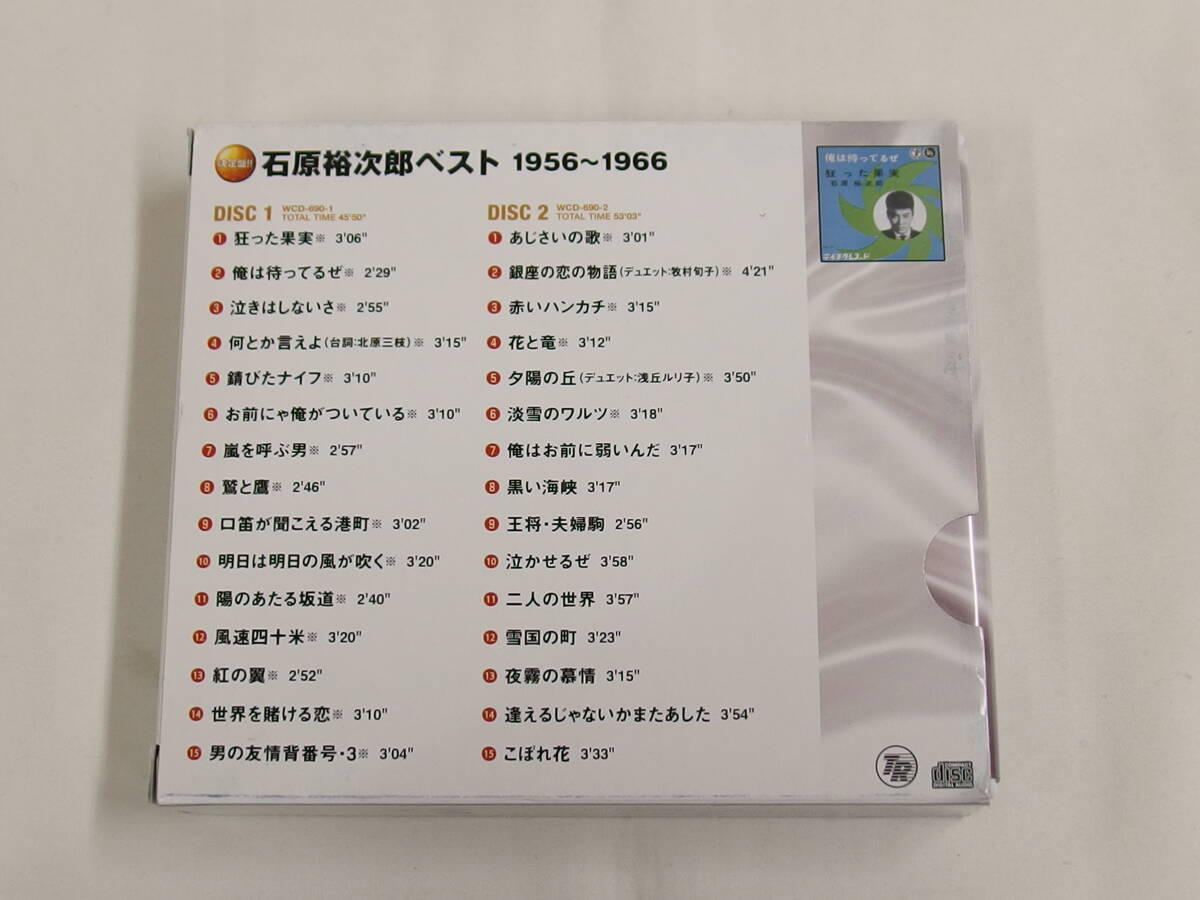 決定盤!! 石原裕次郎ベスト 1956～1966
DISC 1 WCD-690-1
TOTAL TIME 45'50"
1 狂った果実※ 3'06"
2 俺は待ってるぜ※ 2'29"
3 泣きはしないさ※ 2'55"
4 何とか言えよ(台詞:北原三枝)※ 3'15"
5 錆びたナイフ※ 3'10"
6 お前にゃ俺がついている※ 3'10"
7 嵐を呼ぶ男※ 2'57"
8 鷲と鷹※ 2'46"
9 口笛が聞こえる港町※ 3'02"
10 明日は明日の風が吹く※ 3'20"
11 陽のあたる坂道※ 2'40"
12 風速四十米※ 3'20"
13 紅の翼※ 2'52"
14 世界を賭ける恋※ 3'10"
15 男の友情背番号・3※ 3'04"
DISC 2 WCD-690-2
TOTAL TIME 53'03"
1 あじさいの歌※ 3'01"
2 銀座の恋の物語(デュエット:牧村旬子)※ 4'21"
3 赤いハンカチ※ 3'15"
4 花と竜※ 3'12"
5 夕陽の丘(デュエット:浅丘ルリ子)※ 3'50"
6 淡雪のワルツ※ 3'18"
7 俺はお前に弱いんだ 3'17"
8 黒い海峡 3'17"
9 王将・夫婦駒 2'56"
10 泣かせるぜ 3'58"
11 二人の世界 3'57"
12 雪国の町 3'23"
13 夜霧の慕情 3'15"
14 逢えるじゃないかまたあした 3'54"
15 こぼれ花 3'33"
俺は待ってるぜ
狂った果実
石原裕次郎
テイチクレコード
TR
COMPACT
disc
DIGITAL AUDIO